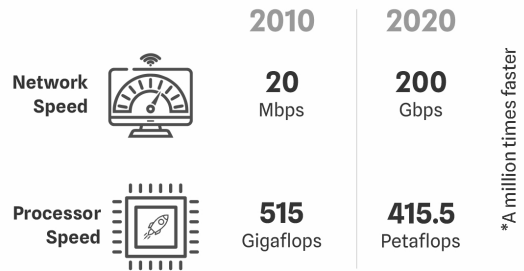 2010 2020
Network Speed
20 Mbps
200 Gbps
Processor Speed
515 Gigaflops
415.5 Petaflops
*A million times faster